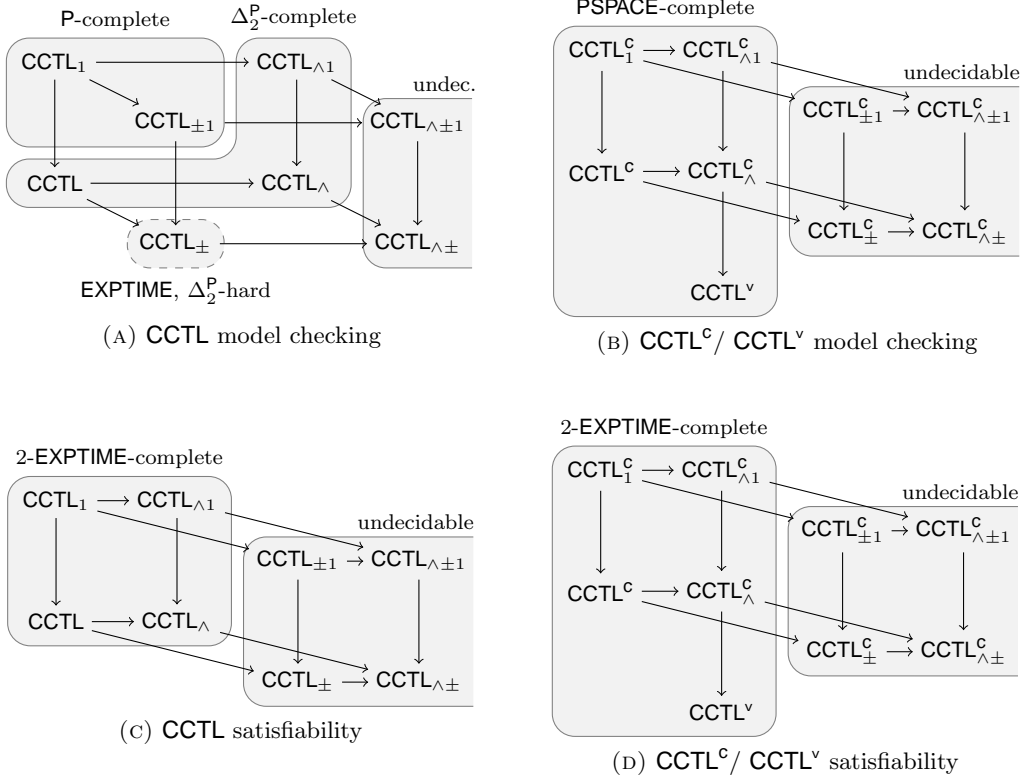 P-complete
Δ₂ᴾ-complete
CCTL₁
CCTL∧₁
undec.
CCTL±₁
CCTL∧±₁
CCTL
CCTL∧
CCTL±
CCTL∧±
EXPTIME, Δ₂ᴾ-hard
(A) CCTL model checking
PSPACE-complete
CCTLᶜ₁
CCTLᶜ∧₁
undecidable
CCTLᶜ±₁
CCTLᶜ∧±₁
CCTLᶜ
CCTLᶜ∧
CCTLᶜ±
CCTLᶜ∧±
CCTLᵛ
(B) CCTLᶜ/ CCTLᵛ model checking
2-EXPTIME-complete
CCTL₁
CCTL∧₁
undecidable
CCTL±₁
CCTL∧±₁
CCTL
CCTL∧
CCTL±
CCTL∧±
(C) CCTL satisfiability
2-EXPTIME-complete
CCTLᶜ₁
CCTLᶜ∧₁
undecidable
CCTLᶜ±₁
CCTLᶜ∧±₁
CCTLᶜ
CCTLᶜ∧
CCTLᶜ±
CCTLᶜ∧±
CCTLᵛ
(D) CCTLᶜ/ CCTLᵛ satisfiability